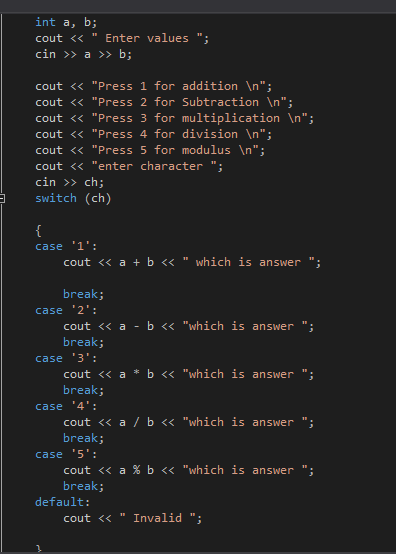 int a, b;
cout << " Enter values ";
cin >> a >> b;
cout << "Press 1 for addition \n";
cout << "Press 2 for Subtraction \n";
cout << "Press 3 for multiplication \n";
cout << "Press 4 for division \n";
cout << "Press 5 for modulus \n";
cout << "enter character ";
cin >> ch;
switch (ch)
{
case '1':
cout << a + b << " which is answer ";
break;
case '2':
cout << a - b << "which is answer ";
break;
case '3':
cout << a * b << "which is answer ";
break;
case '4':
cout << a / b << "which is answer ";
break;
case '5':
cout << a % b << "which is answer ";
break;
default:
cout << " Invalid ";
}